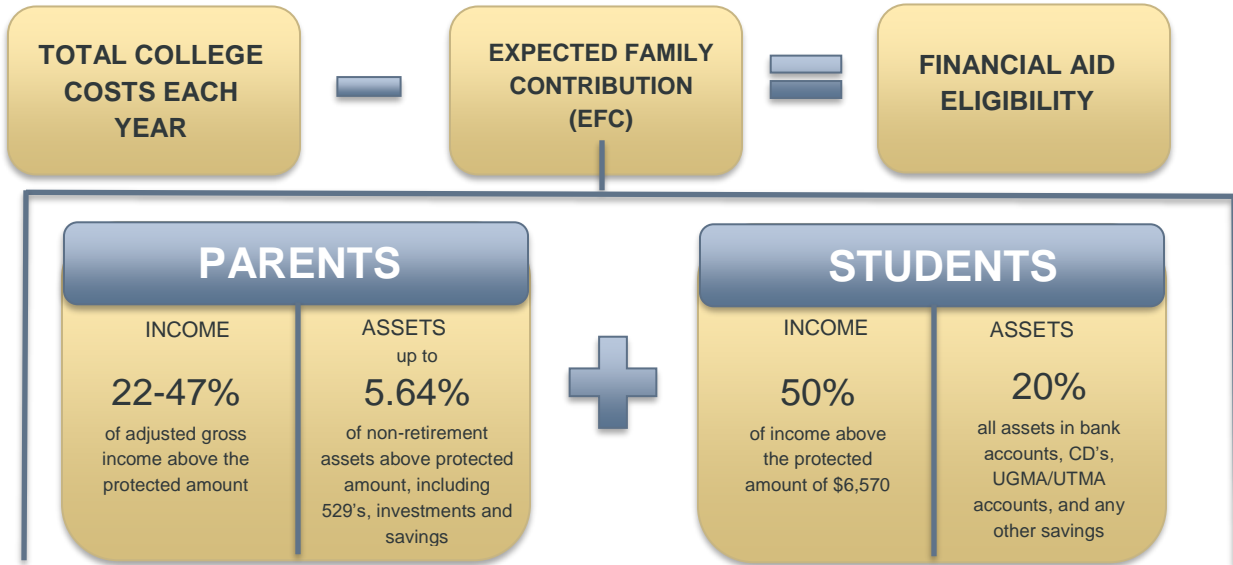 TOTAL COLLEGE
COSTS EACH
YEAR
EXPECTED FAMILY
CONTRIBUTION
(EFC)
FINANCIAL AID
ELIGIBILITY
PARENTS
INCOME
22-47%
of adjusted gross
income above the
protected amount
ASSETS
up to
5.64%
of non-retirement
assets above protected
amount, including
529's, investments and
savings
STUDENTS
INCOME
50%
of income above
the protected
amount of $6,570
ASSETS
20%
all assets in bank
accounts, CD's,
UGMA/UTMA
accounts, and any
other savings